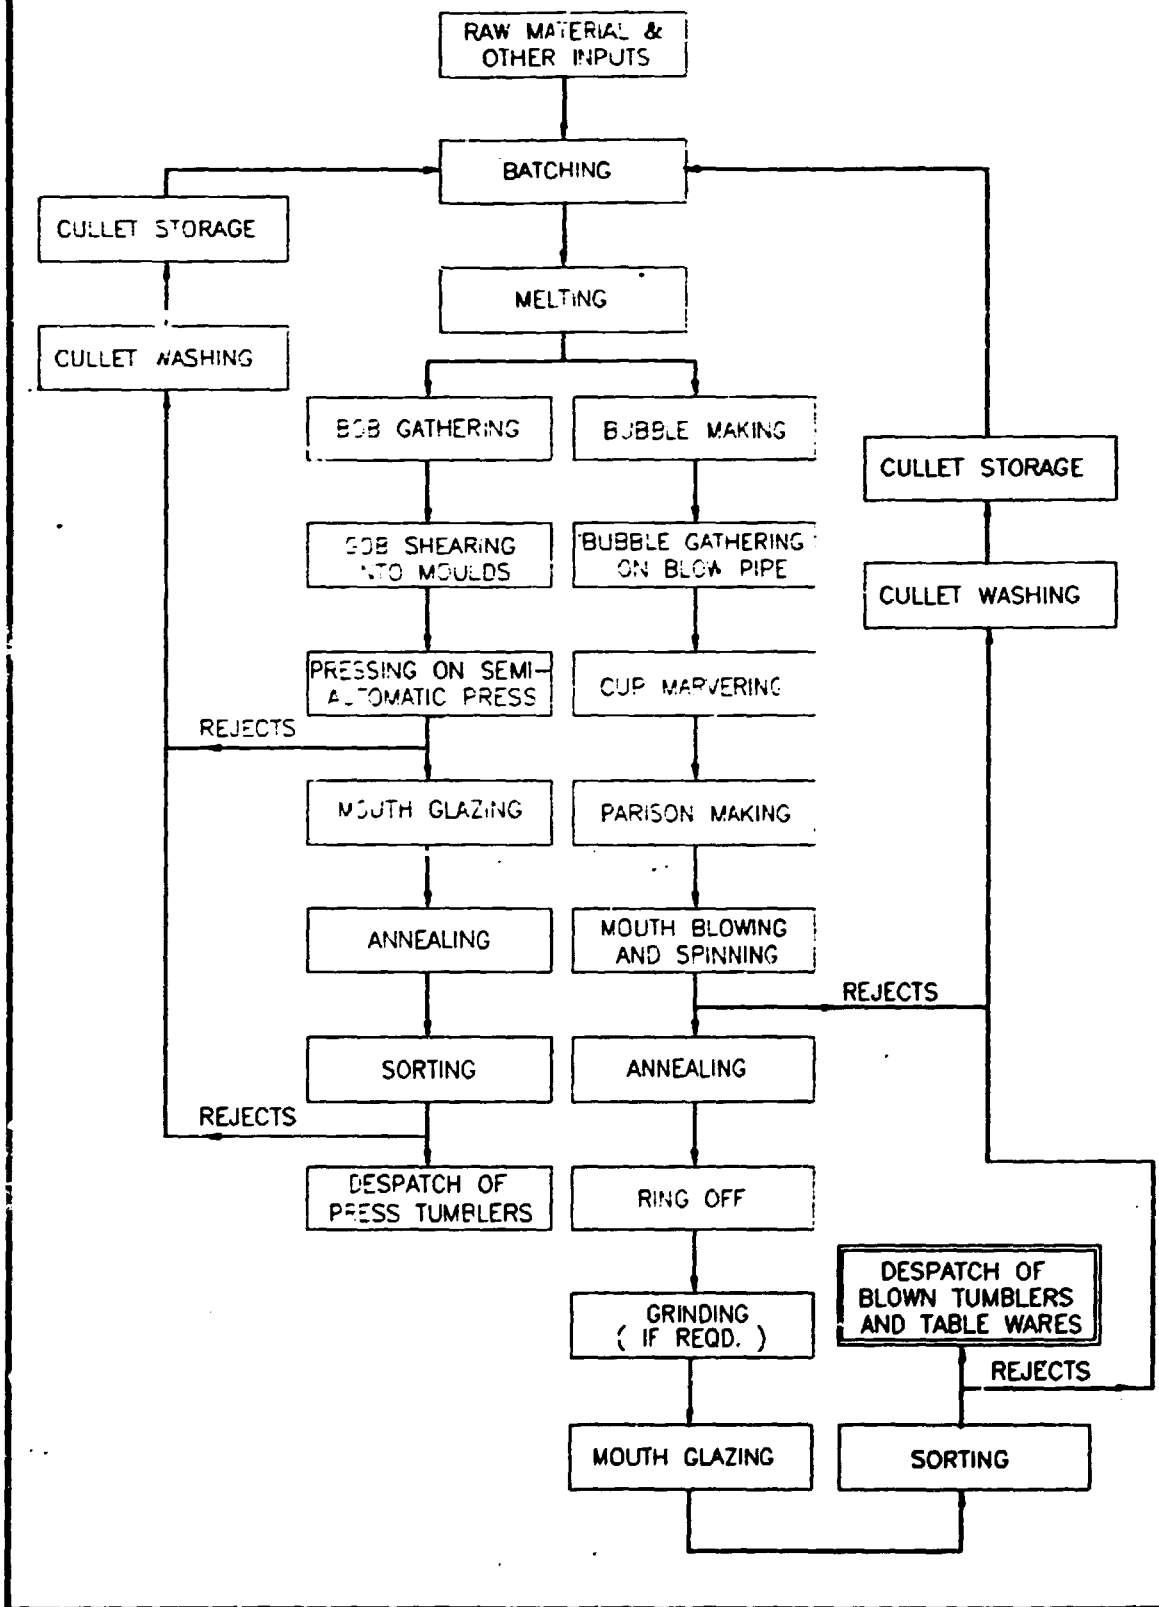 RAW MATERIAL &
OTHER INPUTS
BATCHING
CULLET STORAGE
MELTING
CULLET WASHING
GOB GATHERING
BUBBLE MAKING
CULLET STORAGE
GOB SHEARING
INTO MOULDS
BUBBLE GATHERING
ON BLOW PIPE
CULLET WASHING
PRESSING ON SEMI-
AUTOMATIC PRESS
CUP MARVERING
REJECTS
MOUTH GLAZING
PARISON MAKING
ANNEALING
MOUTH BLOWING
AND SPINNING
REJECTS
SORTING
ANNEALING
REJECTS
DESPATCH OF
PRESS TUMBLERS
RING OFF
DESPATCH OF
BLOWN TUMBLERS
AND TABLE WARES
GRINDING
( IF REQD. )
REJECTS
MOUTH GLAZING
SORTING